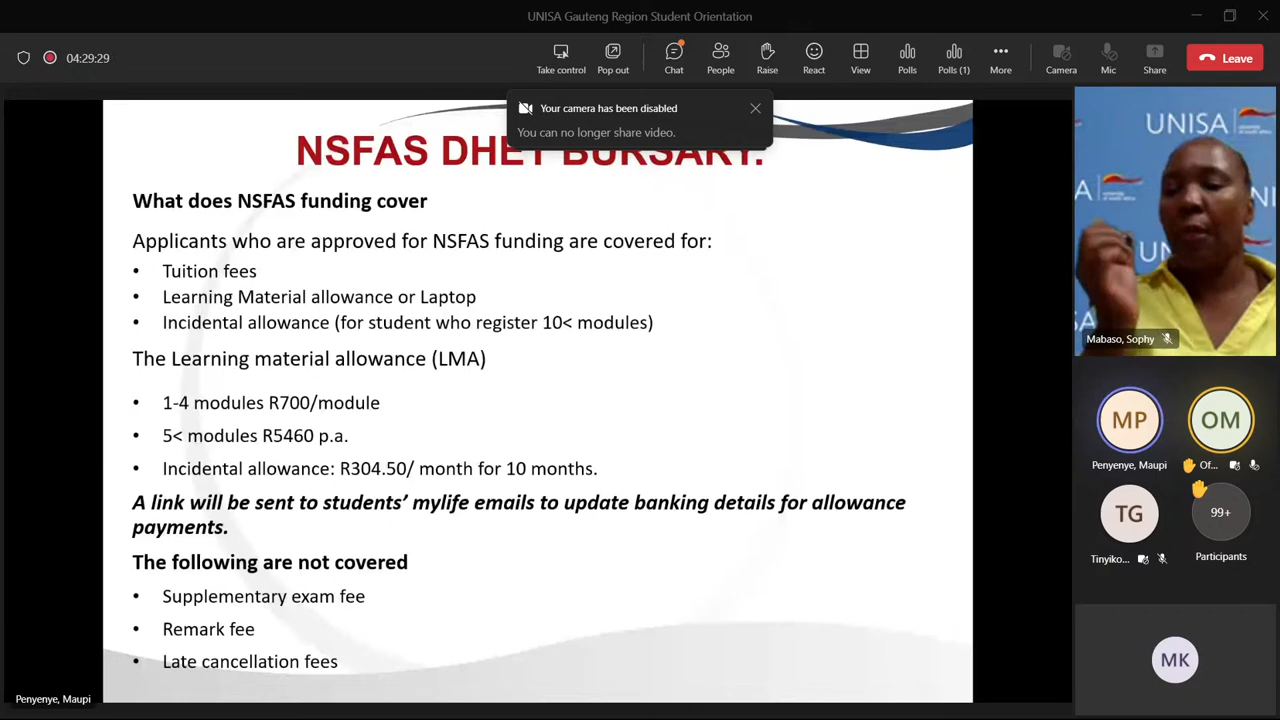 UNISA Gauteng Region Student Orientation
04:29:29
Take control
Pop out
Chat
People
Raise
React
View
Polls
Polls (1)
More
Camera
Mic
Share
Leave
Your camera has been disabled
You can no longer share video.
NSFAS DHET BURSARY.
What does NSFAS funding cover
Applicants who are approved for NSFAS funding are covered for:
• Tuition fees
• Learning Material allowance or Laptop
• Incidental allowance (for student who register 10< modules)
The Learning material allowance (LMA)
• 1-4 modules R700/module
• 5< modules R5460 p.a.
• Incidental allowance: R304.50/ month for 10 months.
A link will be sent to students’ mylife emails to update banking details for allowance
payments.
The following are not covered
• Supplementary exam fee
• Remark fee
• Late cancellation fees
Penyenye, Maupi
UNISA
UNISA
Mabaso, Sophy
MP
Penyenye, Maupi
OM
Of...
TG
Tinyiko...
99+
Participants
MK